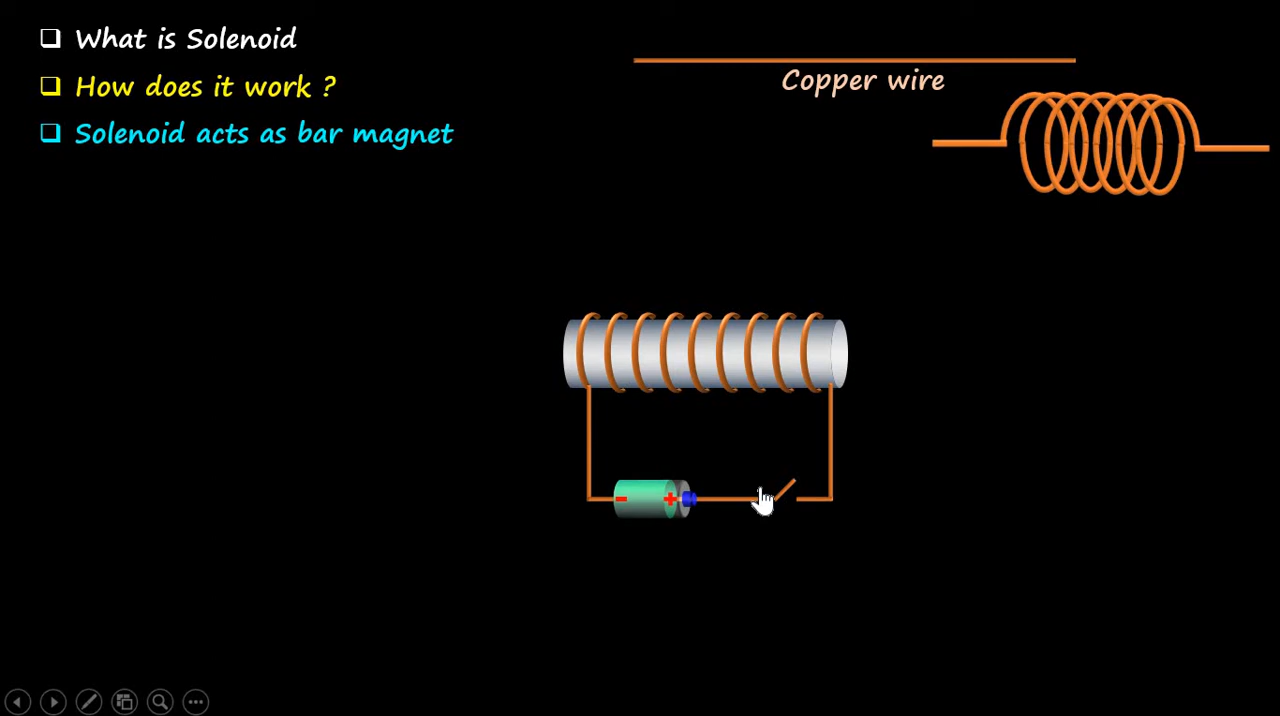 What is Solenoid
How does it work ?
Solenoid acts as bar magnet
Copper wire
- +